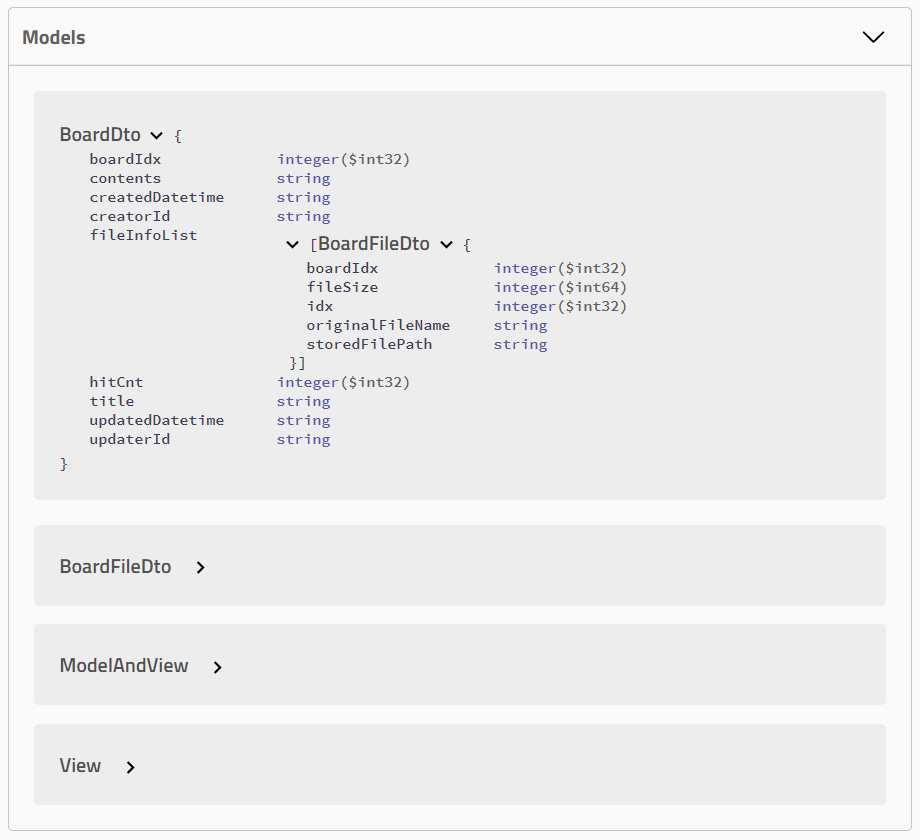 Models
BoardDto {
boardIdx integer($int32)
contents string
createdDatetime string
creatorId string
fileInfoList [BoardFileDto {
boardIdx integer($int32)
fileSize integer($int64)
idx integer($int32)
originalFileName string
storedFilePath string
}]
hitCnt integer($int32)
title string
updatedDatetime string
updaterId string
}
BoardFileDto
ModelAndView
View